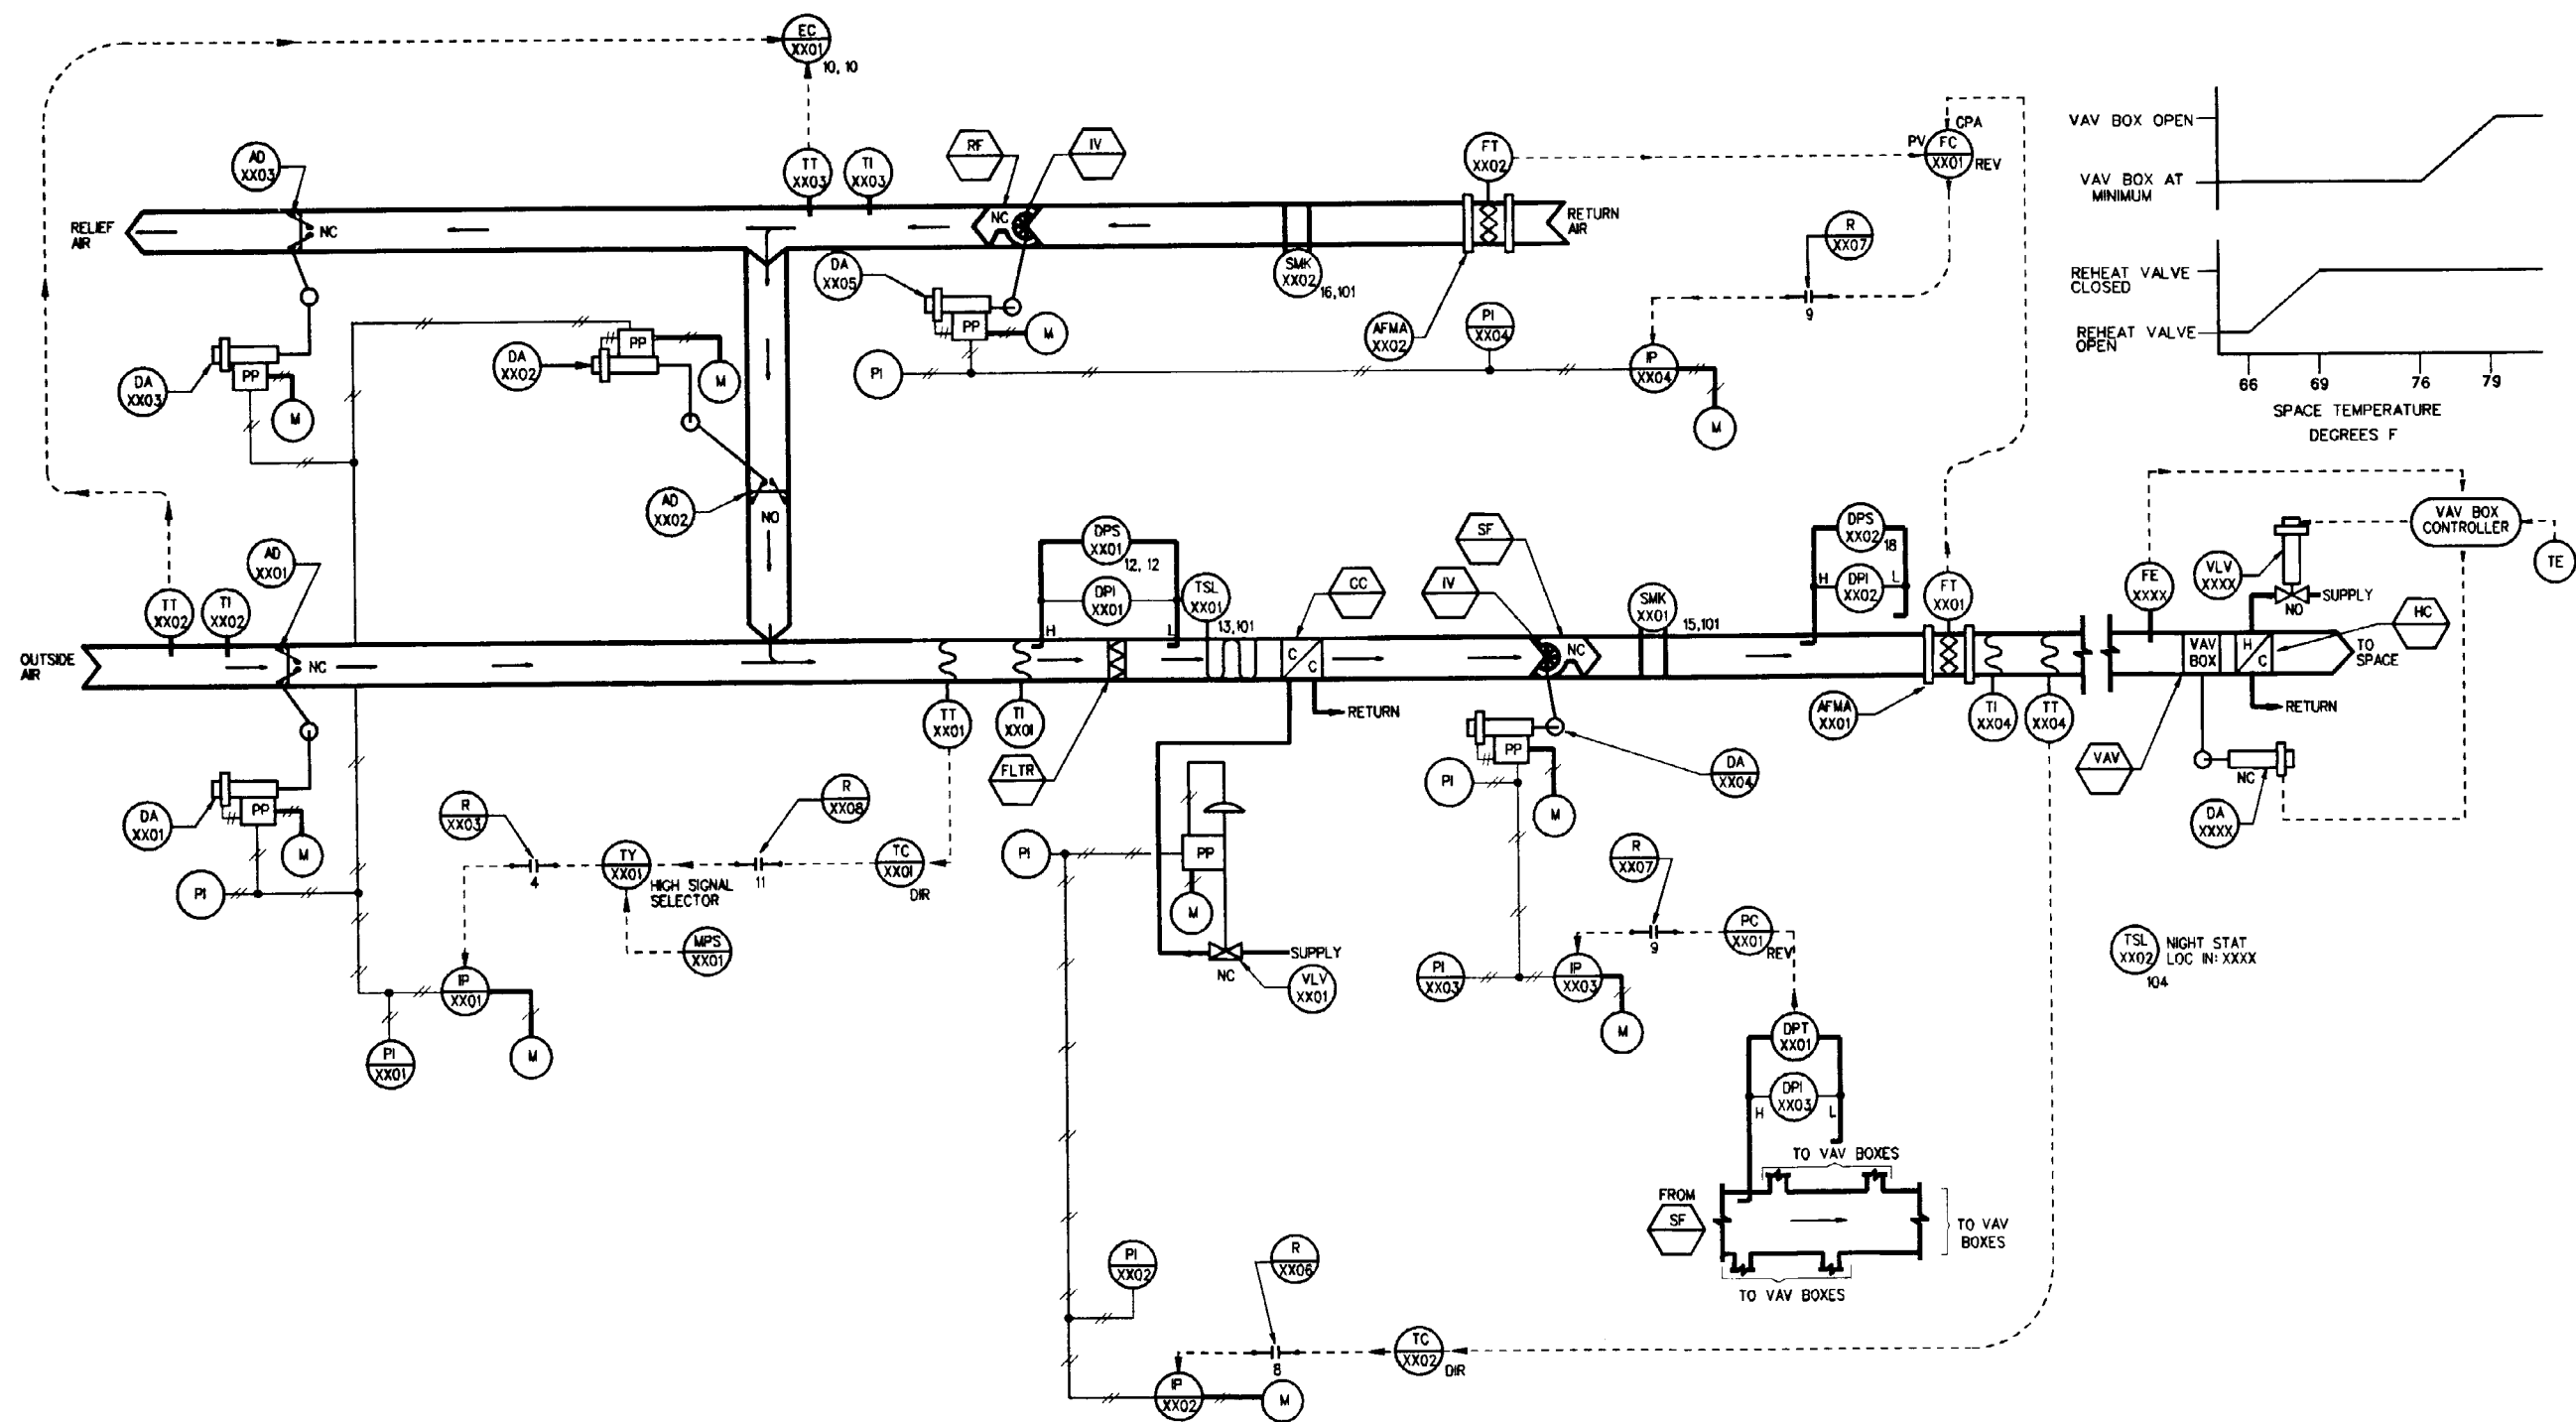 EC
XX01
10, 10
AD
XX03
TT
XX03
TI
XX03
RF
IV
FT
XX02
PV
CPA
FC
XX01
REV
RELIEF
AIR
NC
NC
RETURN
AIR
DA
XX05
SMK
XX02
16,101
R
XX07
9
PP
M
AFMA
XX02
PI
XX04
DA
XX03
PP
M
DA
XX02
PP
M
PI
IP
XX04
M
VAV BOX OPEN
VAV BOX AT
MINIMUM
REHEAT VALVE
CLOSED
REHEAT VALVE
OPEN
66
69
76
79
SPACE TEMPERATURE
DEGREES F
AD
XX02
NO
AD
XX01
TT
XX02
TI
XX02
DPS
XX01
12, 12
DPI
XX01
H
L
TSL
XX01
13,101
CC
SF
IV
SMK
XX01
15,101
DPS
XX02
18
H
DPI
XX02
L
FT
XX01
FE
XXXX
VLV
XXXX
VAV BOX
CONTROLLER
TE
NO
SUPPLY
HC
OUTSIDE
AIR
NC
C
C
NC
VAV
BOX
H
C
TO
SPACE
RETURN
RETURN
TT
XX01
TI
XX01
FLTR
AFMA
XX01
TI
XX04
TT
XX04
VAV
NC
DA
XXXX
DA
XX01
PP
M
PI
R
XX03
4
TY
XX01
HIGH SIGNAL
SELECTOR
R
XX08
11
TC
XX01
DIR
MPS
XX01
IP
XX01
M
PI
XX01
PI
PP
M
NC
SUPPLY
VLV
XX01
PP
PI
M
DA
XX04
R
XX07
9
PC
XX01
REV
PI
XX03
IP
XX03
M
TSL
XX02
NIGHT STAT
LOC IN: XXXX
104
DPT
XX01
DPI
XX03
H
L
TO VAV BOXES
FROM
SF
TO VAV
BOXES
TO VAV BOXES
PI
XX02
R
XX06
8
TC
XX02
DIR
IP
XX02
M